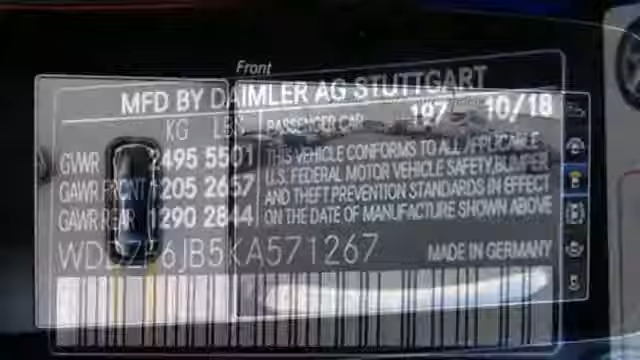 Front
MFD BY DAIMLER AG STUTTGART
197 10/18
KG LBS PASSENGER CAR
GVWR 2495 5501 THIS VEHICLE CONFORMS TO ALL APPLICABLE
GAWR FRONT 1205 2657 U.S. FEDERAL MOTOR VEHICLE SAFETY, BUMPER
GAWR REAR 1290 2844 AND THEFT PREVENTION STANDARDS IN EFFECT
ON THE DATE OF MANUFACTURE SHOWN ABOVE
MADE IN GERMANY